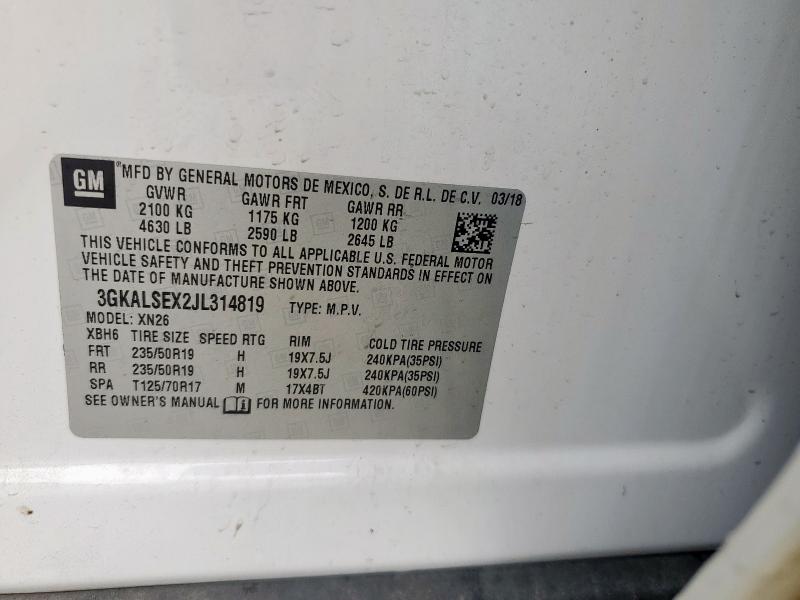 GM ®MFD BY GENERAL MOTORS DE MEXICO, S. DE R.L. DE C.V. 03/18
GVWR GAWR FRT GAWR RR
2100 KG 1175 KG 1200 KG
4630 LB 2590 LB 2645 LB
THIS VEHICLE CONFORMS TO ALL APPLICABLE U.S. FEDERAL MOTOR
VEHICLE SAFETY AND THEFT PREVENTION STANDARDS IN EFFECT ON
THE DATE OF MANUFACTURE SHOWN ABOVE.
3GKALSEX2JL314819 TYPE: M.P.V.
MODEL: XN26
XBH6 TIRE SIZE SPEED RTG RIM COLD TIRE PRESSURE
FRT 235/50R19 H 19X7.5J 240KPA(35PSI)
RR 235/50R19 H 19X7.5J 240KPA(35PSI)
SPA T125/70R17 M 17X4BT 420KPA(60PSI)
SEE OWNER'S MANUAL i FOR MORE INFORMATION.